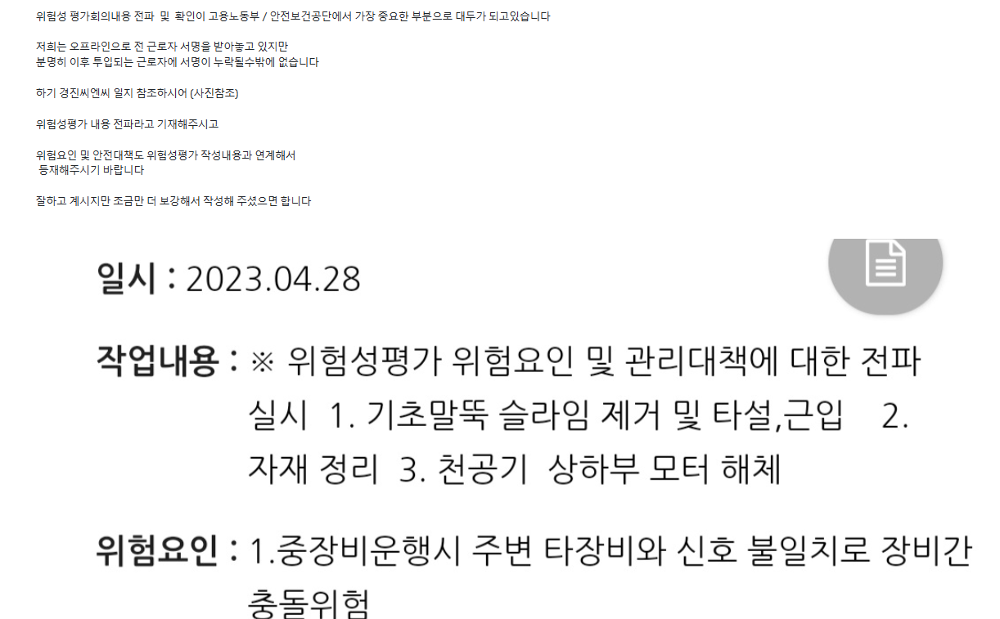 위험성 평가회의내용 전파 및 확인이 고용노동부 / 안전보건공단에서 가장 중요한 부분으로 대두가 되고있습니다
저희는 오프라인으로 전 근로자 서명을 받아놓고 있지만
분명히 이후 투입되는 근로자에 서명이 누락될수밖에 없습니다
하기 경진씨엔씨 일지 참조하시어 (사진참조)
위험성평가 내용 전파라고 기재해주시고
위험요인 및 안전대책도 위험성평가 작성내용과 연계해서
등재해주시기 바랍니다
잘하고 계시지만 조금만 더 보강해서 작성해 주셨으면 합니다
일시 : 2023.04.28
작업내용 : ※ 위험성평가 위험요인 및 관리대책에 대한 전파
실시 1. 기초말뚝 슬라임 제거 및 타설,근입 2.
자재 정리 3. 천공기 상하부 모터 해체
위험요인 : 1.중장비운행시 주변 타장비와 신호 불일치로 장비간
충돌위험